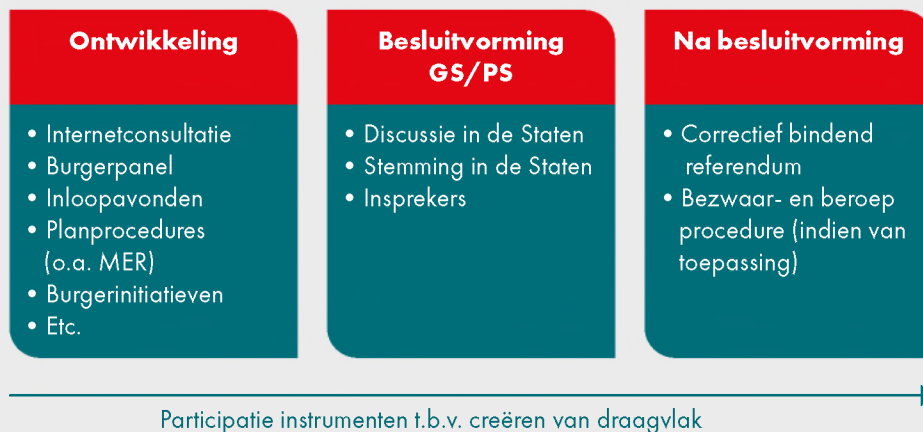 Ontwikkeling
• Internetconsultatie
• Burgerpanel
• Inloopavonden
• Planprocedures
(o.a. MER)
• Burgerinitiatieven
• Etc.
Besluitvorming
GS/PS
• Discussie in de Staten
• Stemming in de Staten
• Insprekers
Na besluitvorming
• Correctief bindend
referendum
• Bezwaar- en beroep
procedure (indien van
toepassing)
Participatie instrumenten t.b.v. creëren van draagvlak